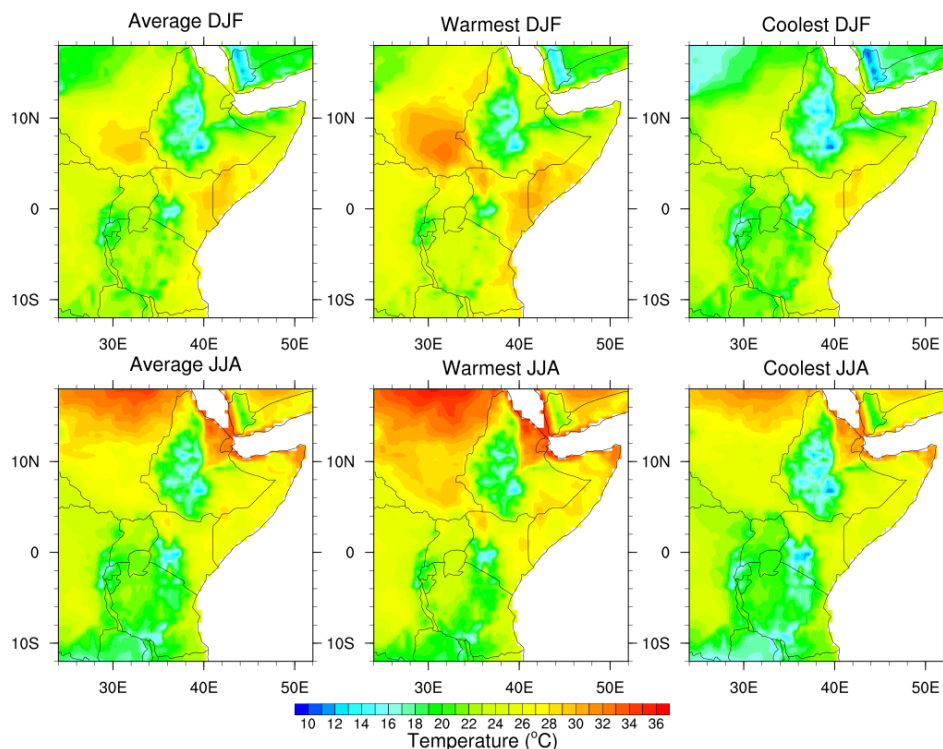 Average DJF
Warmest DJF
Coolest DJF
10N
0
10S
30E 40E 50E
10N
0
10S
30E 40E 50E
10N
0
10S
30E 40E 50E
Average JJA
Warmest JJA
Coolest JJA
10N
0
10S
30E 40E 50E
10N
0
10S
30E 40E 50E
10N
0
10S
30E 40E 50E
10 12 14 16 18 20 22 24 26 28 30 32 34 36
Temperature (°C)